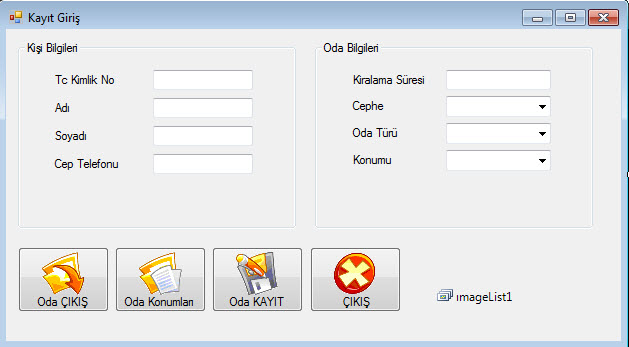 Kayıt Giriş
Kişi Bilgileri
Tc Kimlik No
Adı
Soyadı
Cep Telefonu
Oda Bilgileri
Kiralama Süresi
Cephe
Oda Türü
Konumu
Oda ÇIKIŞ
Oda Konumları
Oda KAYIT
ÇIKIŞ
ımageList1